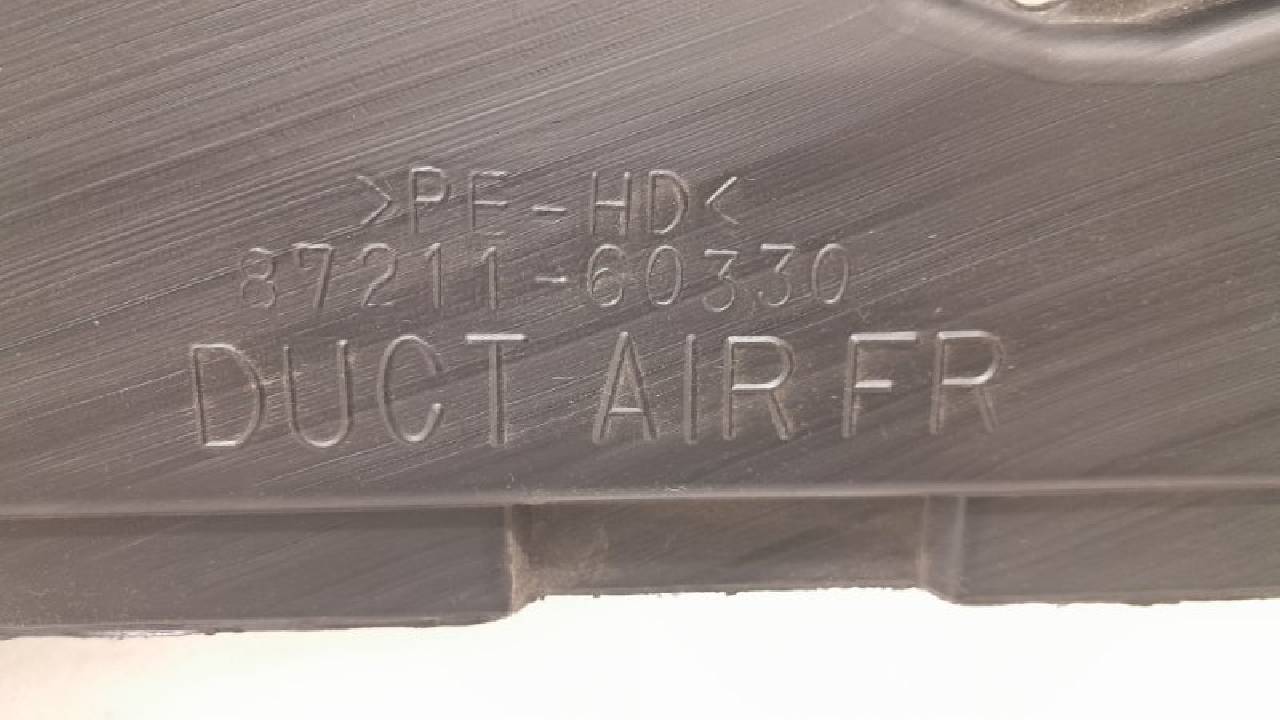 >PE-HD<
87211-60330
DUCT AIR FR